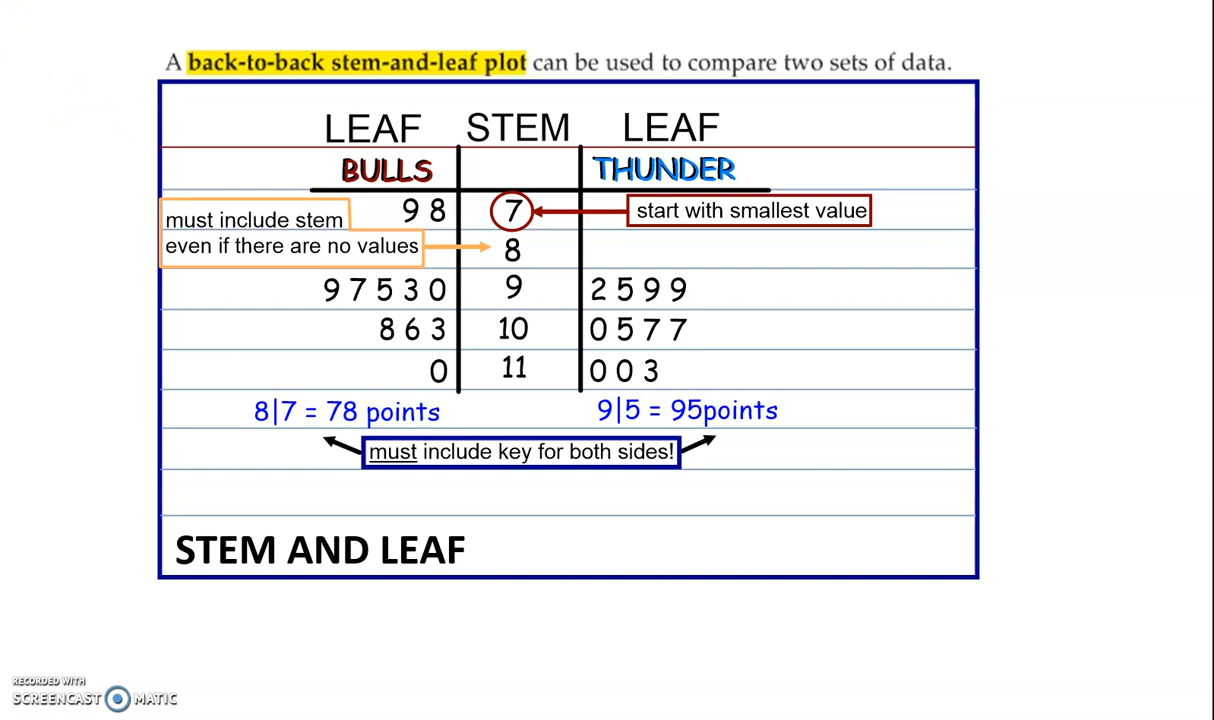 A back-to-back stem-and-leaf plot can be used to compare two sets of data.
LEAF STEM LEAF
BULLS THUNDER
must include stem
even if there are no values
9 8 7 start with smallest value
8
9 7 5 3 0 9 2 5 9 9
8 6 3 10 0 5 7 7
0 11 0 0 3
8|7 = 78 points 9|5 = 95points
must include key for both sides!
STEM AND LEAF
RECORDED WITH
SCREENCAST MATIC